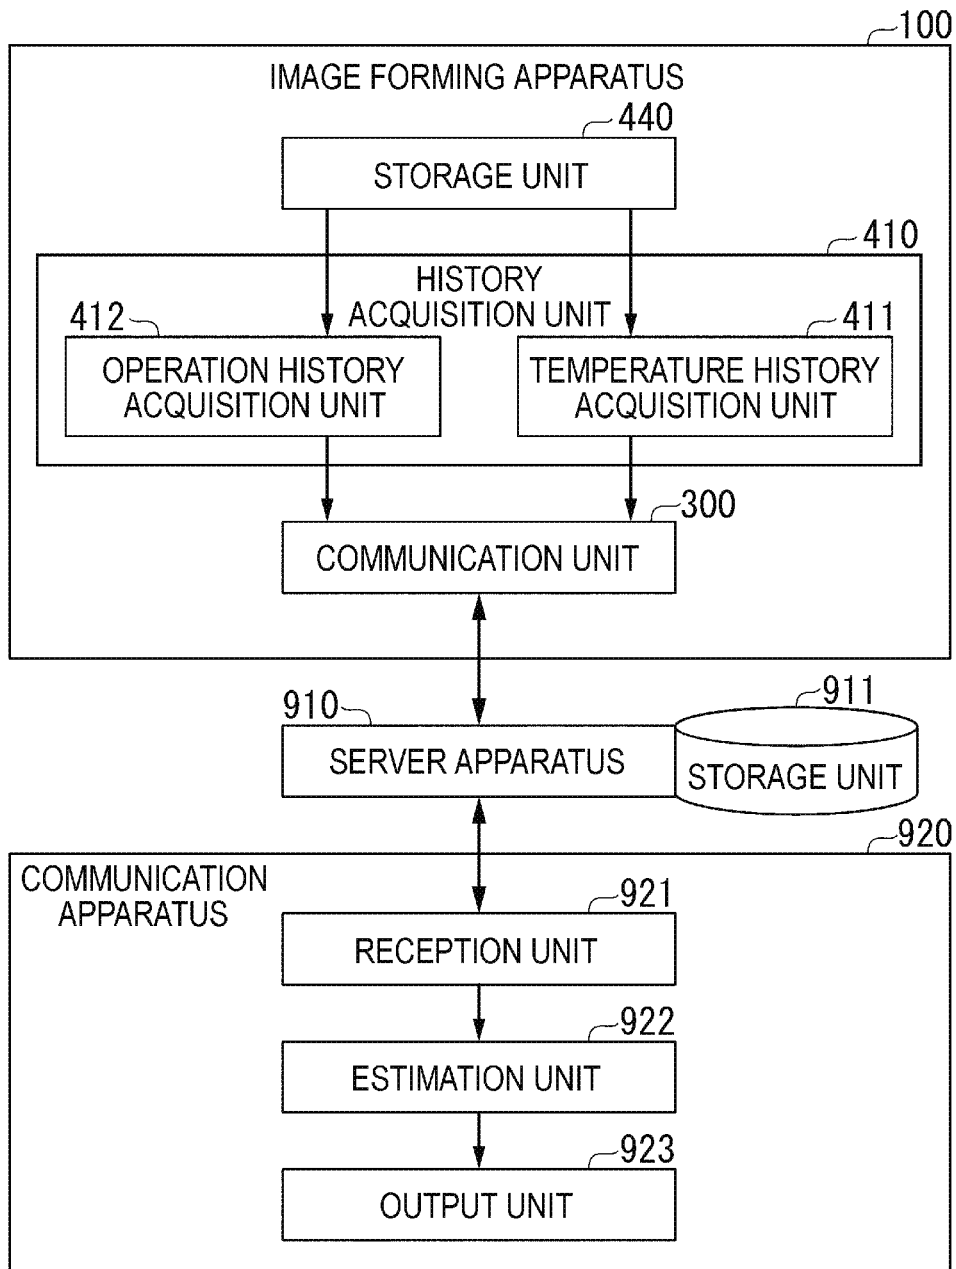 100
IMAGE FORMING APPARATUS
440
STORAGE UNIT
410
HISTORY
ACQUISITION UNIT
412
OPERATION HISTORY
ACQUISITION UNIT
411
TEMPERATURE HISTORY
ACQUISITION UNIT
300
COMMUNICATION UNIT
910
SERVER APPARATUS
911
STORAGE UNIT
920
COMMUNICATION
APPARATUS
921
RECEPTION UNIT
922
ESTIMATION UNIT
923
OUTPUT UNIT